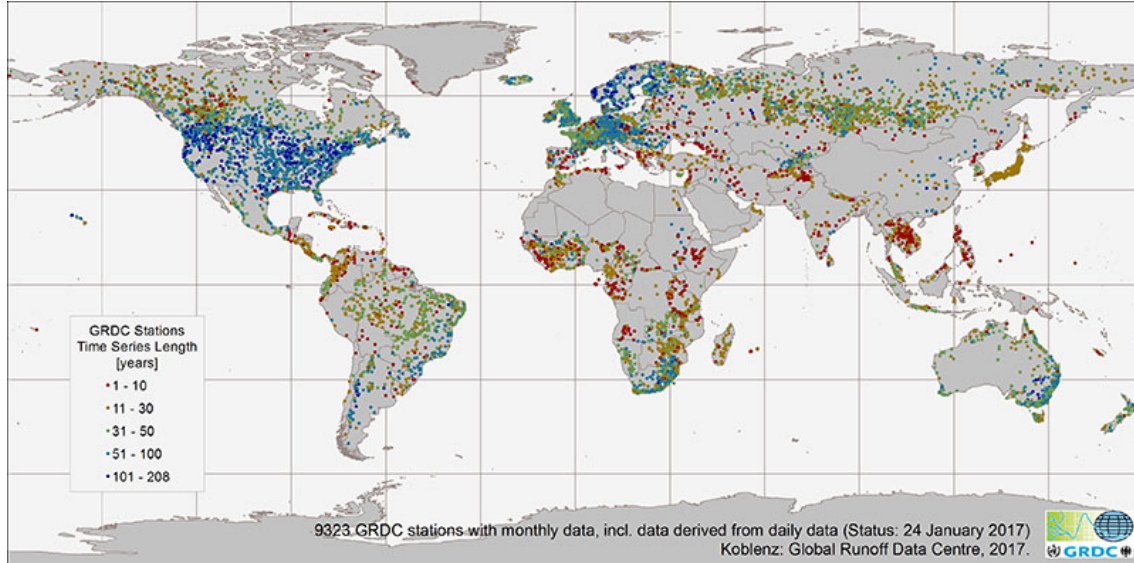 GRDC Stations
Time Series Length
[years]
1 - 10
11 - 30
31 - 50
51 - 100
101 - 208
9323 GRDC stations with monthly data, incl. data derived from daily data (Status: 24 January 2017)
Koblenz: Global Runoff Data Centre, 2017.
GRDC